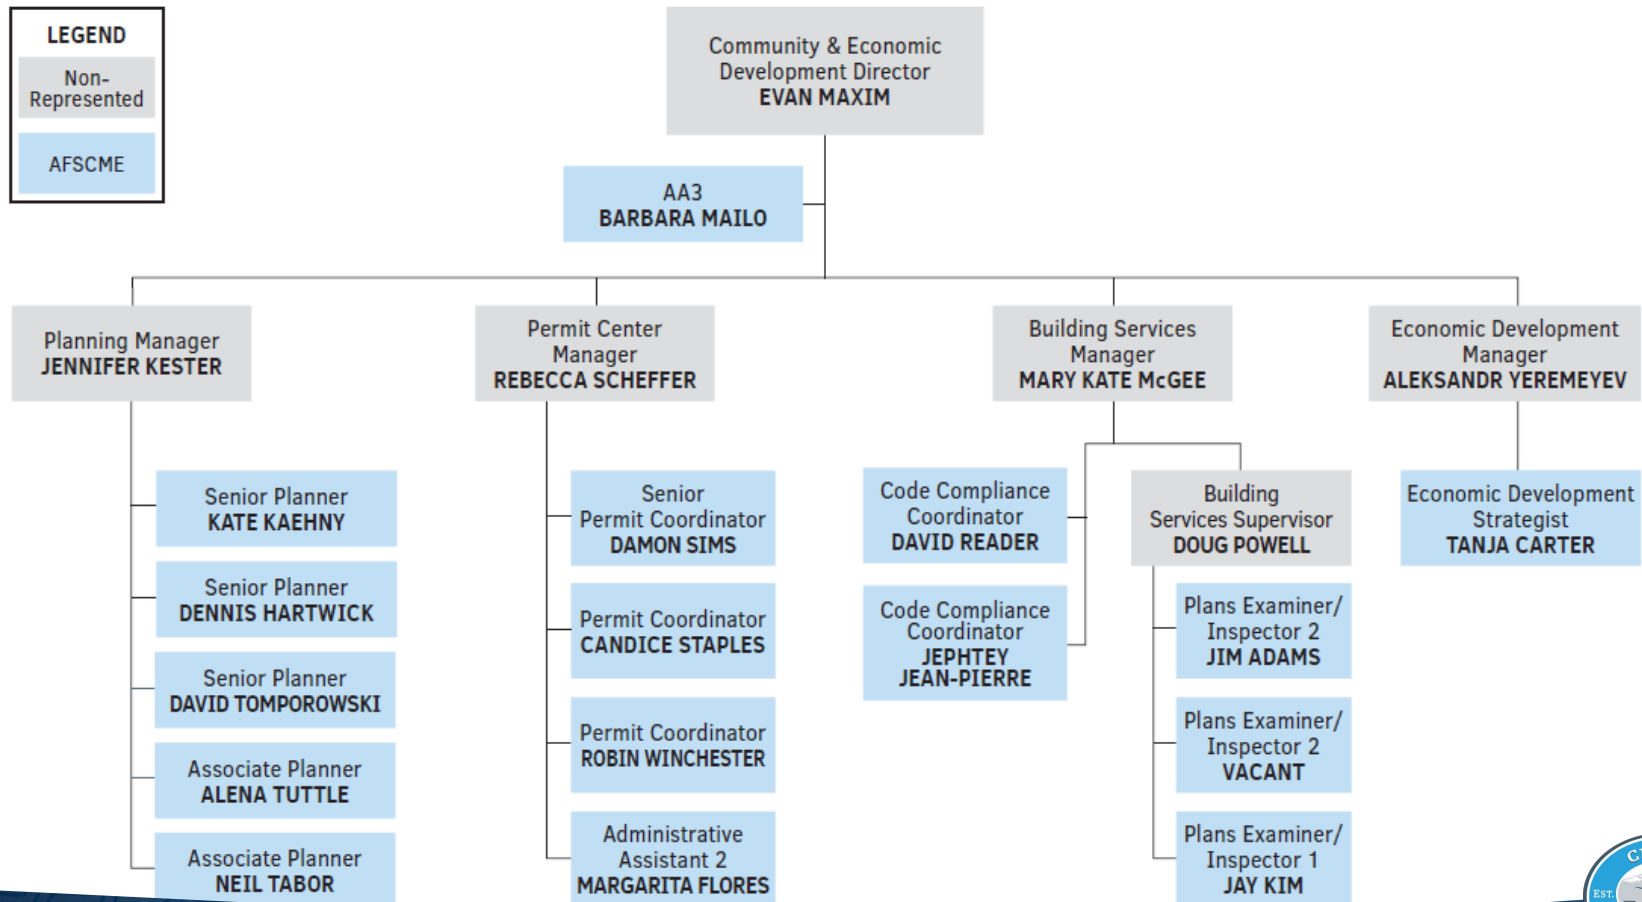 LEGEND
Non-
Represented
AFSCME
Community & Economic
Development Director
EVAN MAXIM
AA3
BARBARA MAILO
Planning Manager
JENNIFER KESTER
Permit Center
Manager
REBECCA SCHEFFER
Building Services
Manager
MARY KATE McGEE
Economic Development
Manager
ALEKSANDR YEREMEYEV
Senior Planner
KATE KAEHNY
Senior Planner
DENNIS HARTWICK
Senior Planner
DAVID TOMPOROWSKI
Associate Planner
ALENA TUTTLE
Associate Planner
NEIL TABOR
Senior
Permit Coordinator
DAMON SIMS
Permit Coordinator
CANDICE STAPLES
Permit Coordinator
ROBIN WINCHESTER
Administrative
Assistant 2
MARGARITA FLORES
Code Compliance
Coordinator
DAVID READER
Code Compliance
Coordinator
JEPHTEY
JEAN-PIERRE
Building
Services Supervisor
DOUG POWELL
Plans Examiner/
Inspector 2
JIM ADAMS
Plans Examiner/
Inspector 2
VACANT
Plans Examiner/
Inspector 1
JAY KIM
Economic Development
Strategist
TANJA CARTER
EST.